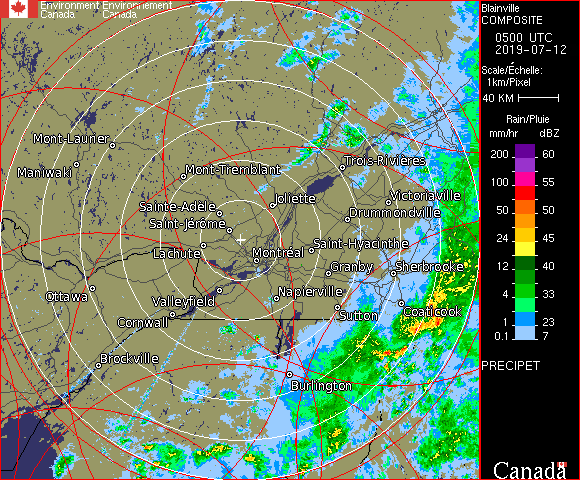 Environment Environnement
Canada Canada
Blainville
COMPOSITE
0500 UTC
2019-07-12
Scale/Échelle:
1km/Pixel
40 KM
Rain/Pluie
mm/hr dBZ
200 60
150 57
100 55
50 50
24 45
12 40
4 33
1 23
0.1 7
PRECIPET
Canada
Mont-Laurier
Maniwaki
Mont-Tremblant
Trois-Rivières
Sainte-Adele
Joliette
Victoriaville
Saint-Jérôme
Drummondville
Lachute
Montréal
Saint-Hyacinthe
Granby
Sherbrooke
Ottawa
Valleyfield
Napierville
Cornwall
Sutton
Coaticook
Brockville
Burlington